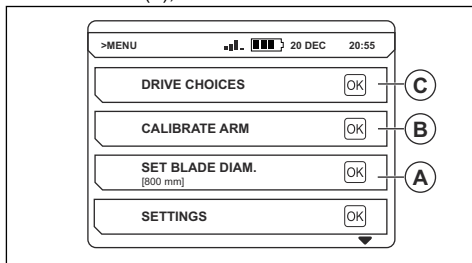 >MENU 20 DEC 20:55
DRIVE CHOICES OK C
CALIBRATE ARM OK B
SET BLADE DIAM. OK A
[800 mm]
SETTINGS OK